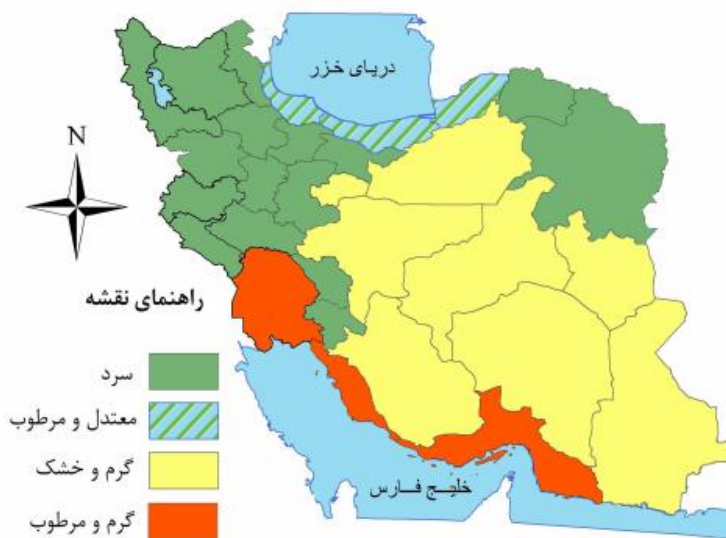 دریای خزر
N
راهنمای نقشه
سرد
معتدل و مرطوب
گرم و خشک
گرم و مرطوب
خلیج فارس